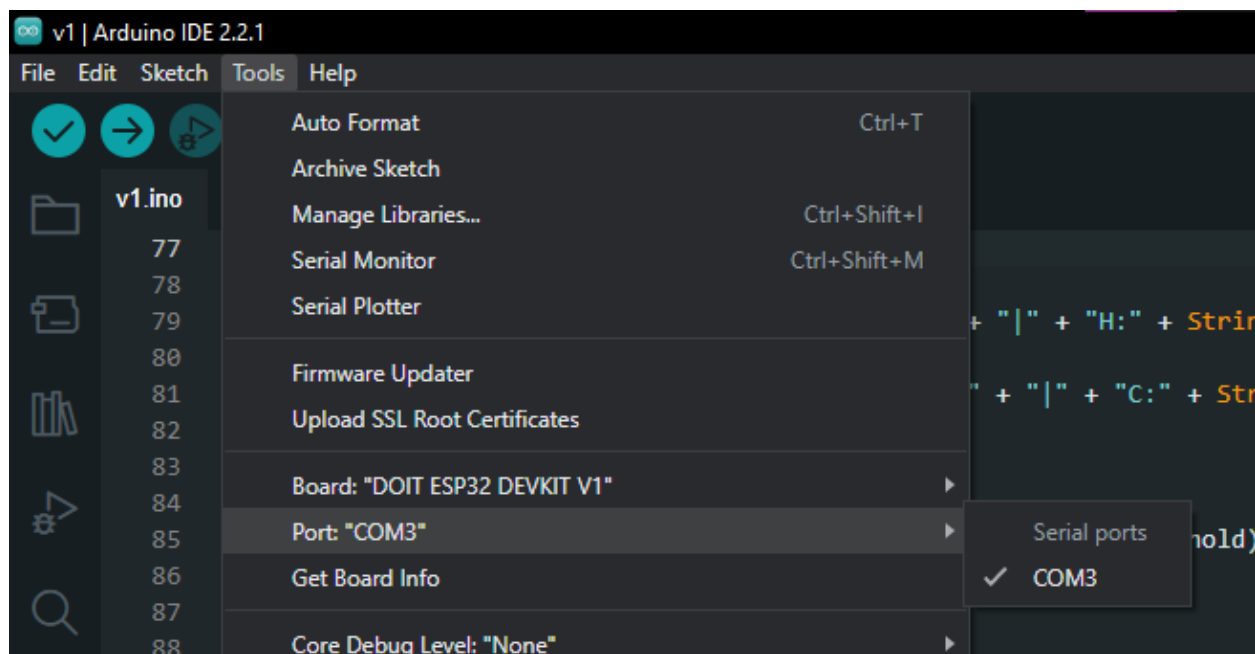 v1 | Arduino IDE 2.2.1
File Edit Sketch Tools Help
Auto Format Ctrl+T
Archive Sketch
v1.ino
Manage Libraries... Ctrl+Shift+I
77
Serial Monitor Ctrl+Shift+M
78
Serial Plotter
79 + "|" + "H:" + Strin
80
Firmware Updater
81 " + "|" + "C:" + Str
Upload SSL Root Certificates
82
83
Board: "DOIT ESP32 DEVKIT V1"
84
Port: "COM3" Serial ports
85 hold)
86
Get Board Info COM3
87
88
Core Debug Level: "None"